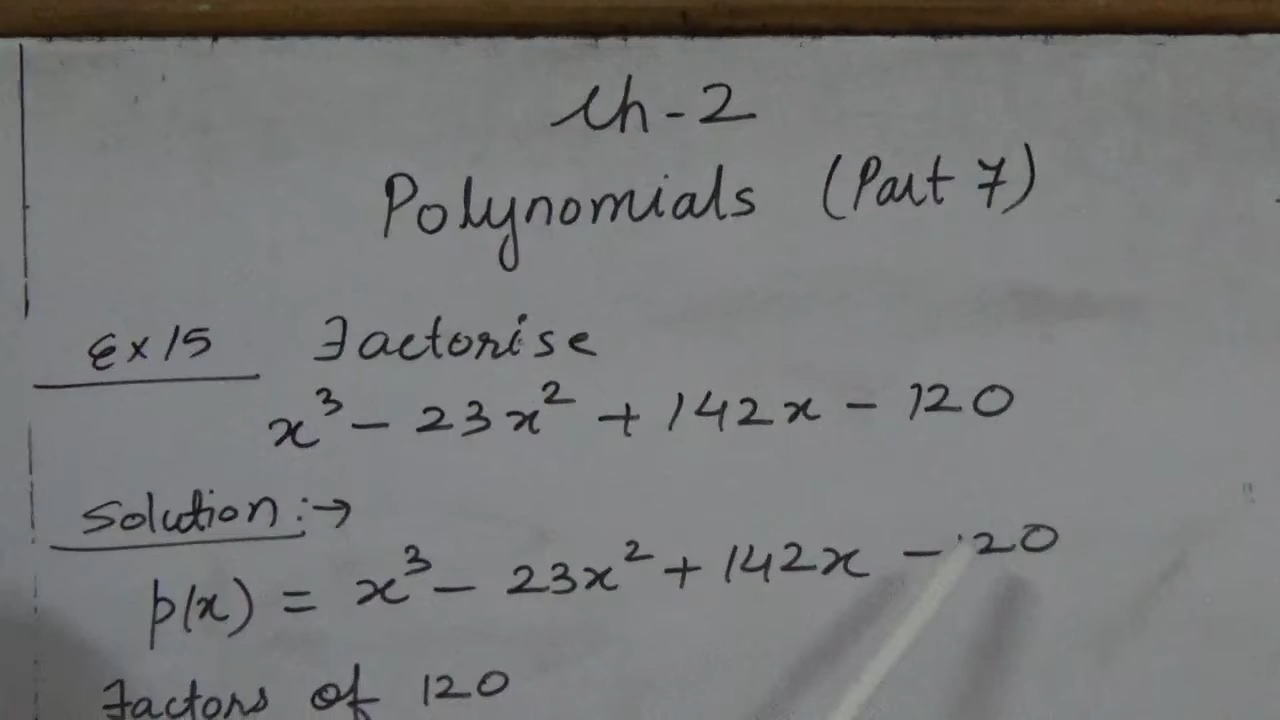 Ch-2
Polynomials (Part 7)
Ex 15 Factorise
x³ - 23x² + 142x - 120
Solution :→
p(x) = x³ - 23x² + 142x - 120
Factors of 120